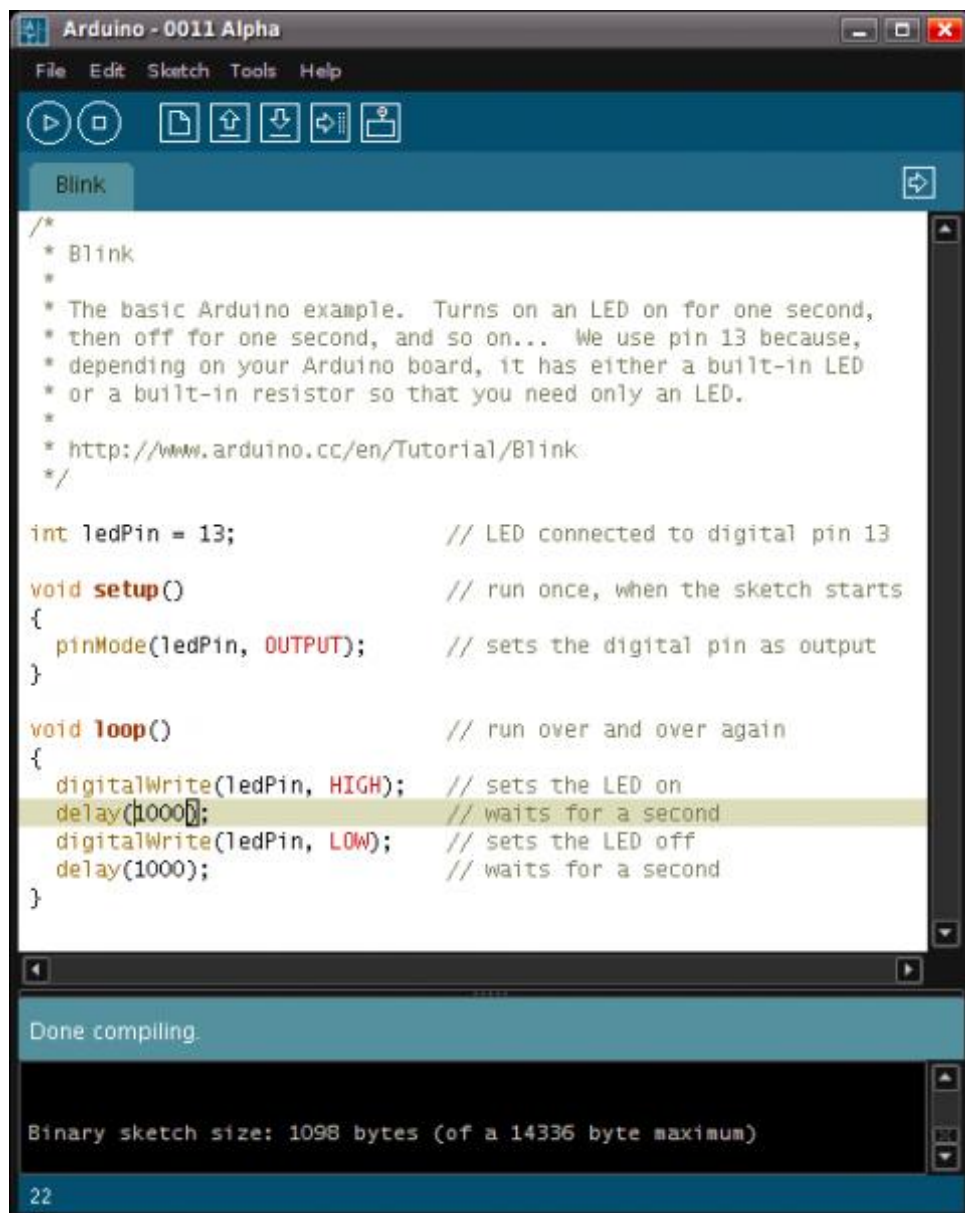 Arduino - 0011 Alpha
File Edit Sketch Tools Help
Blink
/*
 * Blink
 *
 * The basic Arduino example.  Turns on an LED on for one second,
 * then off for one second, and so on...  We use pin 13 because,
 * depending on your Arduino board, it has either a built-in LED
 * or a built-in resistor so that you need only an LED.
 *
 * http://www.arduino.cc/en/Tutorial/Blink
 */
int ledPin = 13;                // LED connected to digital pin 13
void setup()                    // run once, when the sketch starts
{
  pinMode(ledPin, OUTPUT);      // sets the digital pin as output
}
void loop()                     // run over and over again
{
  digitalWrite(ledPin, HIGH);   // sets the LED on
  delay(1000);                  // waits for a second
  digitalWrite(ledPin, LOW);    // sets the LED off
  delay(1000);                  // waits for a second
}
Done compiling.
Binary sketch size: 1098 bytes (of a 14336 byte maximum)
22